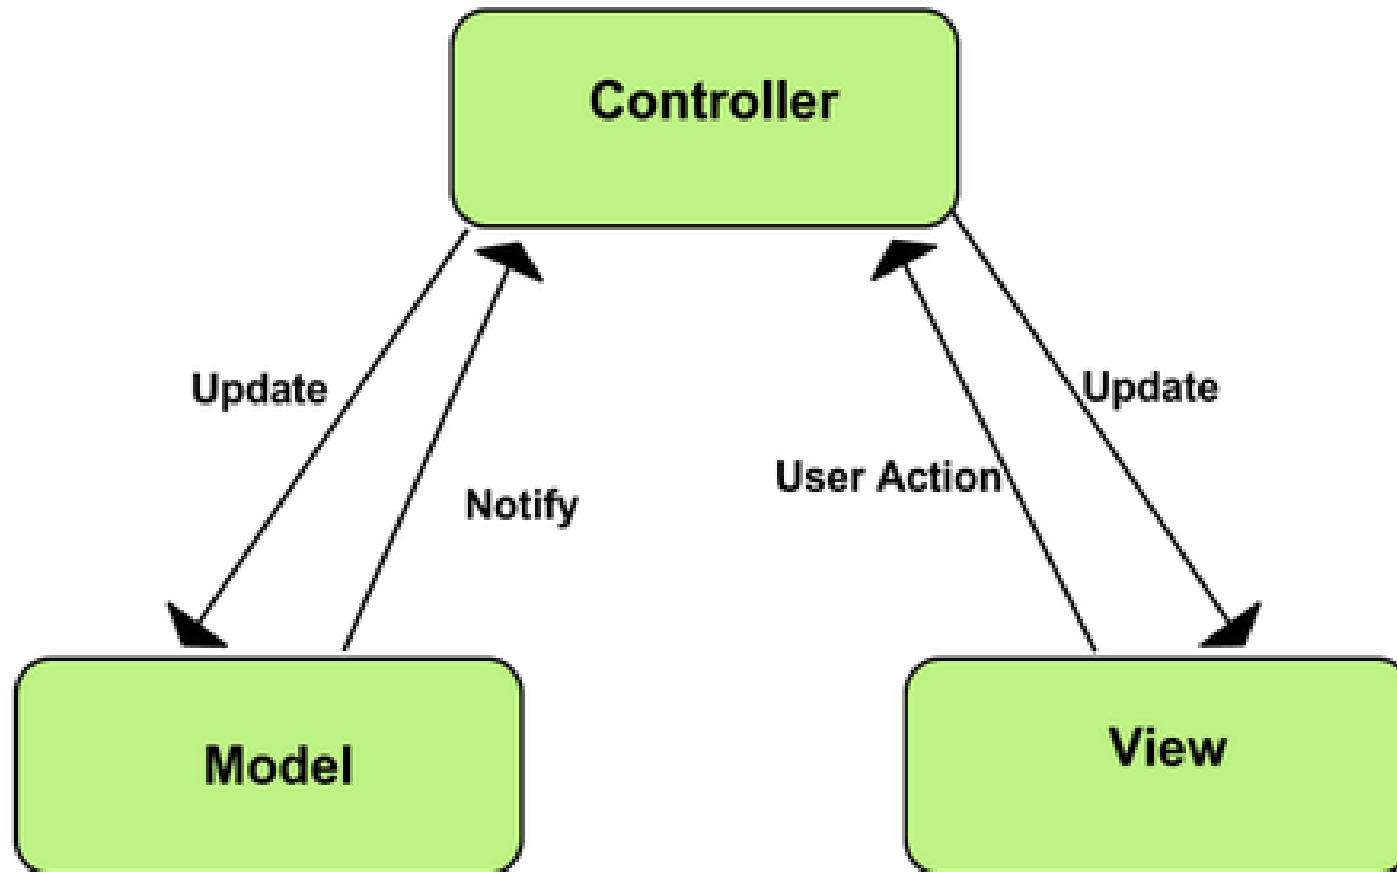 Controller
Update
Update
User Action
Notify
Model
View